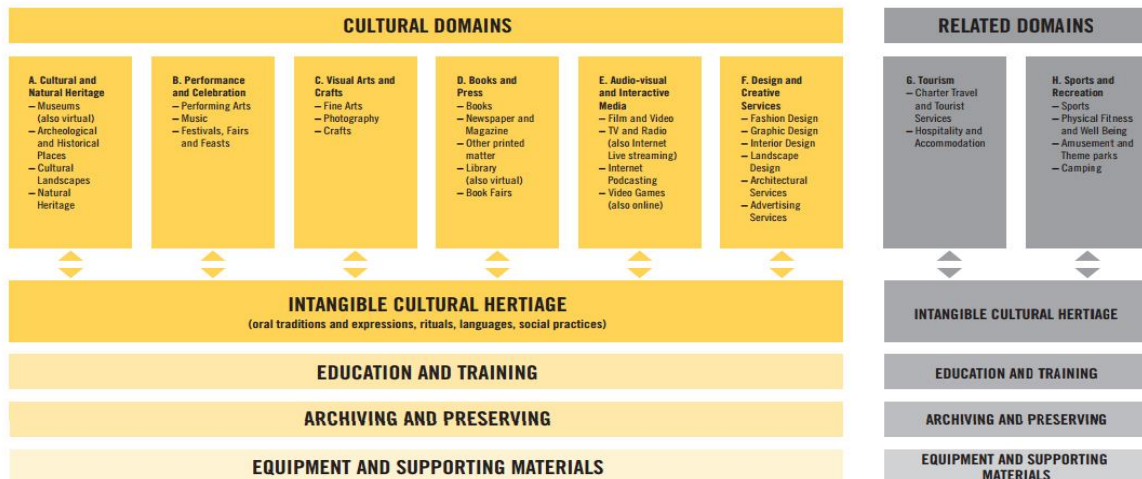 CULTURAL DOMAINS
A. Cultural and
Natural Heritage
– Museums
(also virtual)
– Archeological
and Historical
Places
– Cultural
Landscapes
– Natural
Heritage
B. Performance
and Celebration
– Performing Arts
– Music
– Festivals, Fairs
and Feasts
C. Visual Arts and
Crafts
– Fine Arts
– Photography
– Crafts
D. Books and
Press
– Books
– Newspaper and
Magazine
– Other printed
matter
– Library
(also virtual)
– Book Fairs
E. Audio-visual
and Interactive
Media
– Film and Video
– TV and Radio
(also Internet
Live streaming)
– Internet
Podcasting
– Video Games
(also online)
F. Design and
Creative
Services
– Fashion Design
– Graphic Design
– Interior Design
– Landscape
Design
– Architectural
Services
– Advertising
Services
INTANGIBLE CULTURAL HERTIAGE
(oral traditions and expressions, rituals, languages, social practices)
EDUCATION AND TRAINING
ARCHIVING AND PRESERVING
EQUIPMENT AND SUPPORTING MATERIALS
RELATED DOMAINS
G. Tourism
– Charter Travel
and Tourist
Services
– Hospitality and
Accommodation
H. Sports and
Recreation
– Sports
– Physical Fitness
and Well Being
– Amusement and
Theme parks
– Camping
INTANGIBLE CULTURAL HERTIAGE
EDUCATION AND TRAINING
ARCHIVING AND PRESERVING
EQUIPMENT AND SUPPORTING
MATERIALS